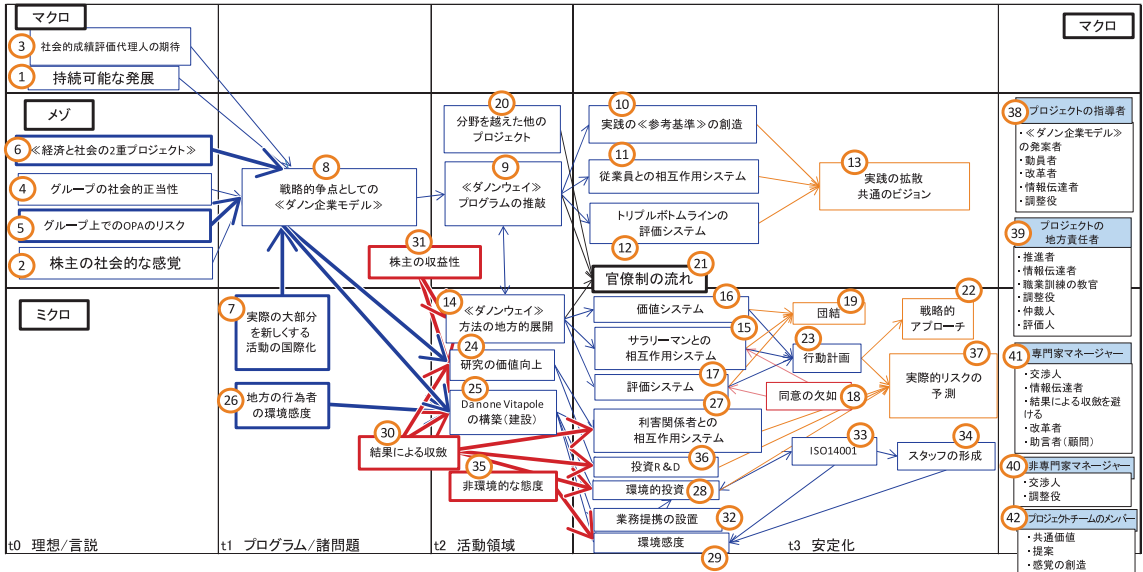 マクロ
3
社会的成績評価代理人の期待
1
持続可能な発展
マクロ
メゾ
6
≪経済と社会の2重プロジェクト≫
4
グループの社会的正当性
5
グループ上でのOPAのリスク
2
株主の社会的な感覚
8
戦略的争点としての
≪ダノン企業モデル≫
20
分野を越えた他の
プロジェクト
9
≪ダノンウェイ≫
プログラムの推敲
10
実践の≪参考基準≫の創造
11
従業員との相互作用システム
トリプルボトムラインの
評価システム
12
13
実践の拡散
共通のビジョン
31
株主の収益性
21
官僚制の流れ
ミクロ
7
実際の大部分
を新しくする
活動の国際化
26
地方の行為者
の環境感度
14
≪ダノンウェイ≫
方法の地方的展開
24
研究の価値向上
25
Danone Vitapole
の構築(建設)
30
結果による収斂
35
非環境的な態度
16
価値システム
15
サラリーマンとの
相互作用システム
17
評価システム
27
利害関係者との
相互作用システム
36
投資R&D
環境的投資
28
業務提携の設置
32
環境感度
29
19
団結
23
行動計画
同意の欠如
18
22
戦略的
アプローチ
37
実際的リスクの
予測
33
ISO14001
34
スタッフの形成
38
プロジェクトの指導者
・≪ダノン企業モデル≫
の発案者
・動員者
・改革者
・情報伝達者
・調整役
39
プロジェクトの
地方責任者
・推進者
・情報伝達者
・職業訓練の教官
・調整役
・仲裁人
・評価人
41
専門家マネージャー
・交渉人
・情報伝達者
・結果による収斂を避
ける
・改革者
・助言者(顧問)
40
非専門家マネージャー
・交渉人
・調整役
42
プロジェクトチームのメンバー
・共通価値
・提案
・感覚の創造
t0 理想/言説
t1 プログラム/諸問題
t2 活動領域
t3 安定化